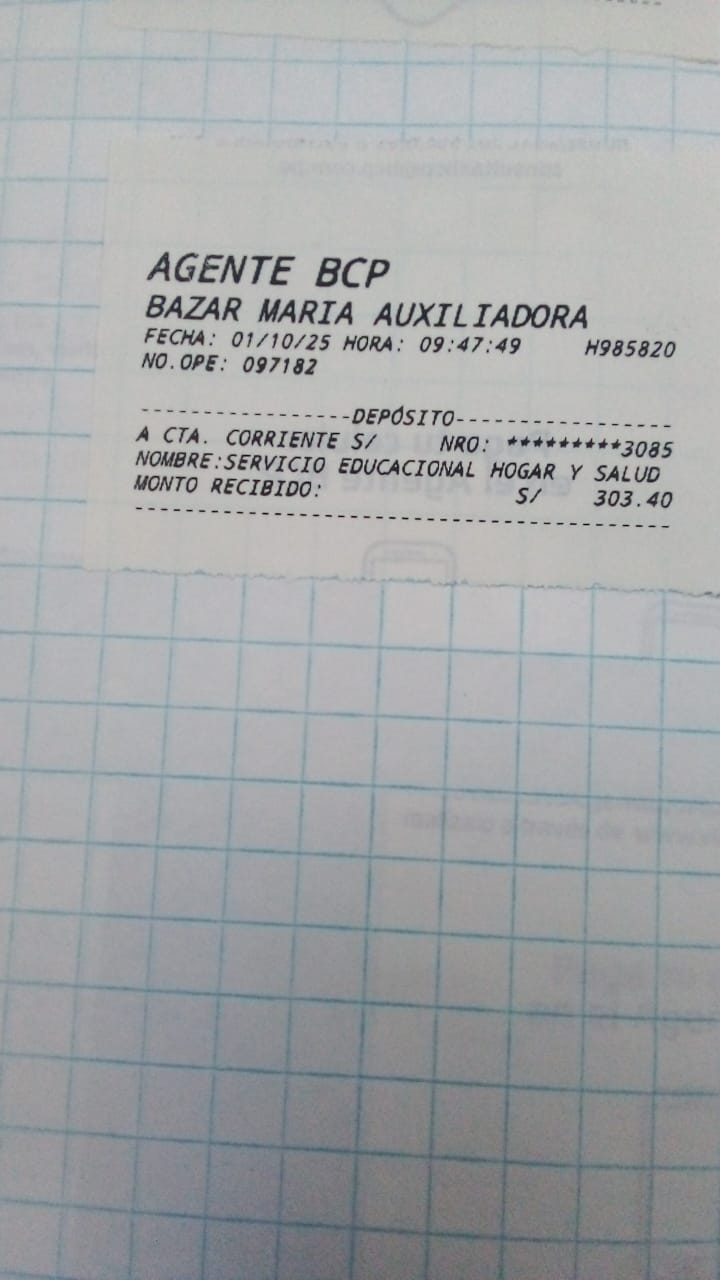 AGENTE BCP
BAZAR MARIA AUXILIADORA
FECHA: 01/10/25 HORA: 09:47:49 H985820
NO.OPE: 097182
-----------------DEPÓSITO-----------------
A CTA. CORRIENTE S/ NRO: *********3085
NOMBRE:SERVICIO EDUCACIONAL HOGAR Y SALUD
MONTO RECIBIDO: S/ 303.40
------------------------------------------